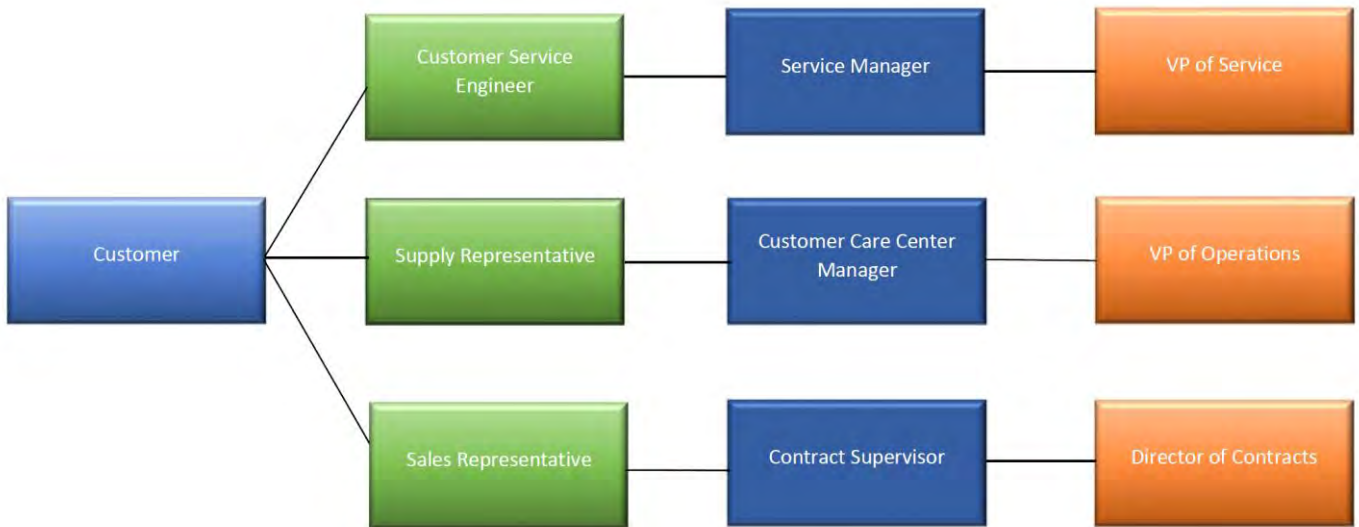 Customer
Customer Service
Engineer
Service Manager
VP of Service
Supply Representative
Customer Care Center
Manager
VP of Operations
Sales Representative
Contract Supervisor
Director of Contracts